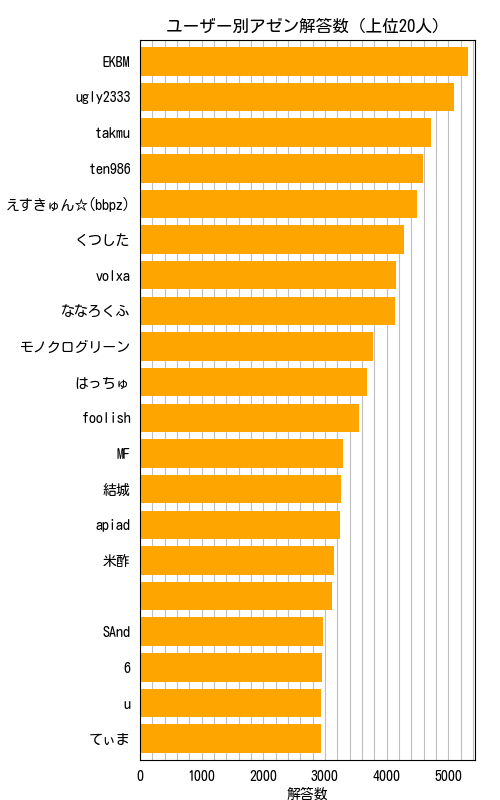 ユーザー別アゼン解答数 (上位20人)
EKBM
ugly2333
takmu
ten986
えすきゅん☆(bbpz)
くつした
volxa
ななろくふ
モノクログリーン
はっちゅ
foolish
MF
結城
apiad
米酢
SAnd
6
u
てぃま
0 1000 2000 3000 4000 5000
解答数